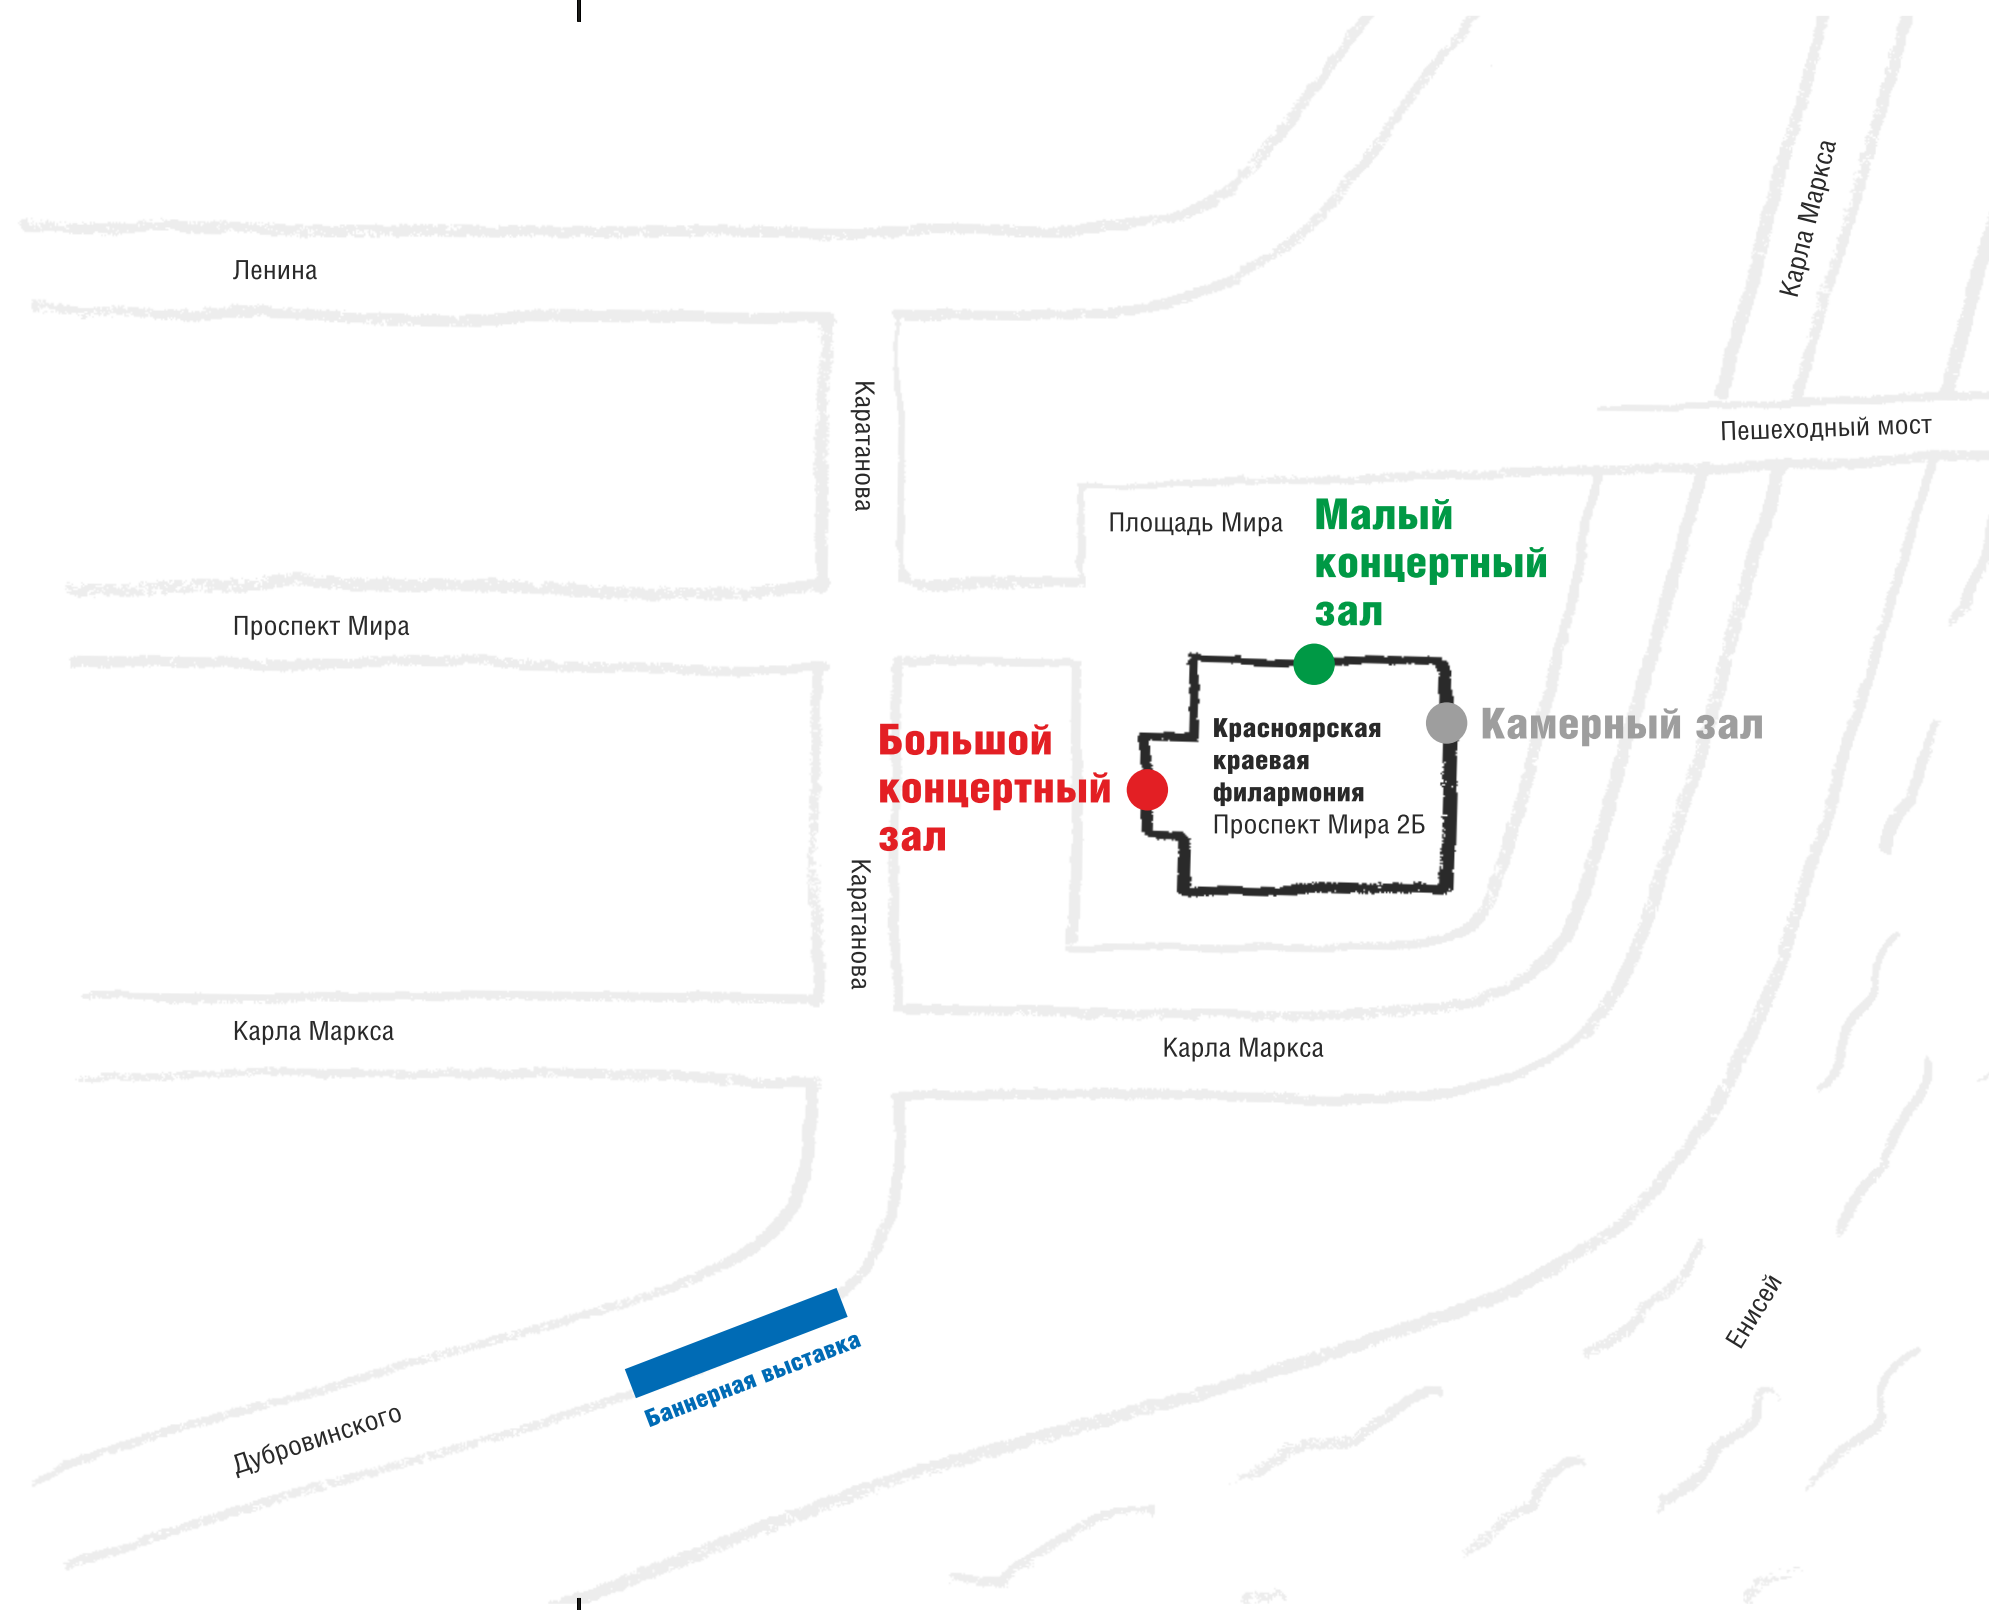 Карла Маркса
Ленина
Каратанова
Пешеходный мост
Площадь Мира
Малый
концертный
зал
Проспект Мира
Большой
концертный
зал
Красноярская
краевая
филармония
Проспект Мира 2Б
Камерный зал
Каратанова
Карла Маркса
Карла Маркса
Енисей
Баннерная выставка
Дубровинского